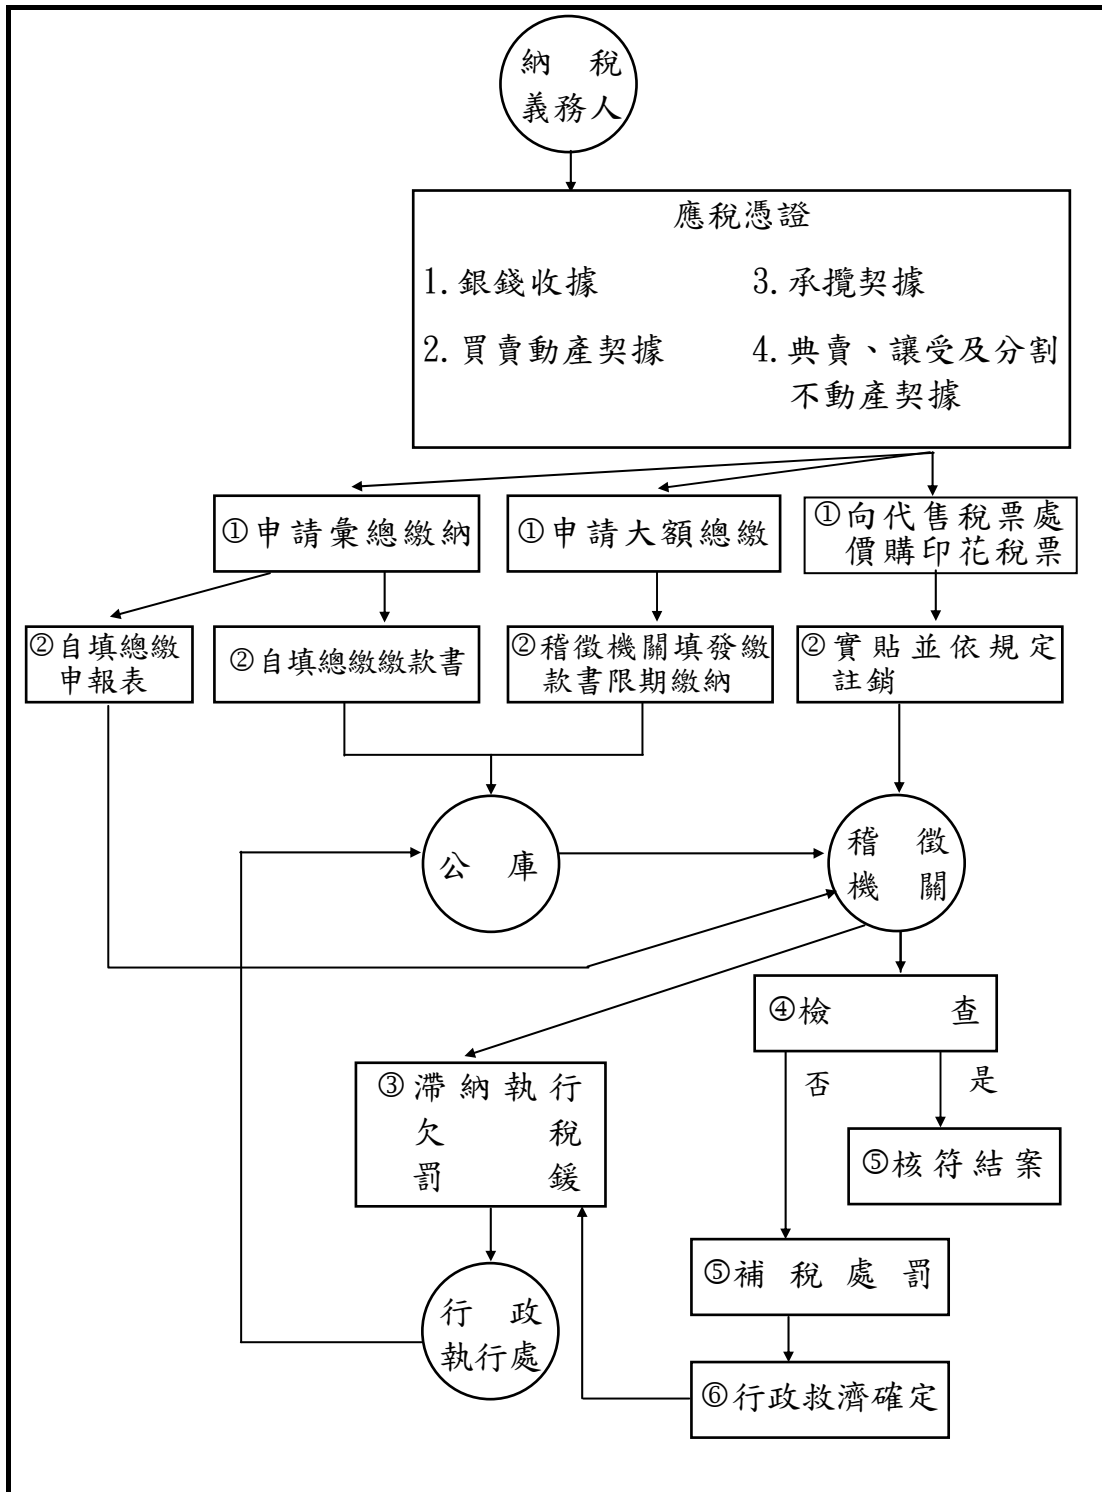 納　稅
義務人
應稅憑證
1.銀錢收據
3.承攬契據
2.買賣動產契據
4.典賣、讓受及分割
不動產契據
①申請彙總繳納
①申請大額總繳
①向代售稅票處
價購印花稅票
②自填總繳
申報表
②自填總繳繳款書
②稽徵機關填發繳
款書限期繳納
②實貼並依規定
註銷
公　庫
稽　徵
機　關
④檢　查
否
是
③滯納執行
欠　稅
罰　鍰
⑤核符結案
⑤補稅處罰
行　政
執行處
⑥行政救濟確定